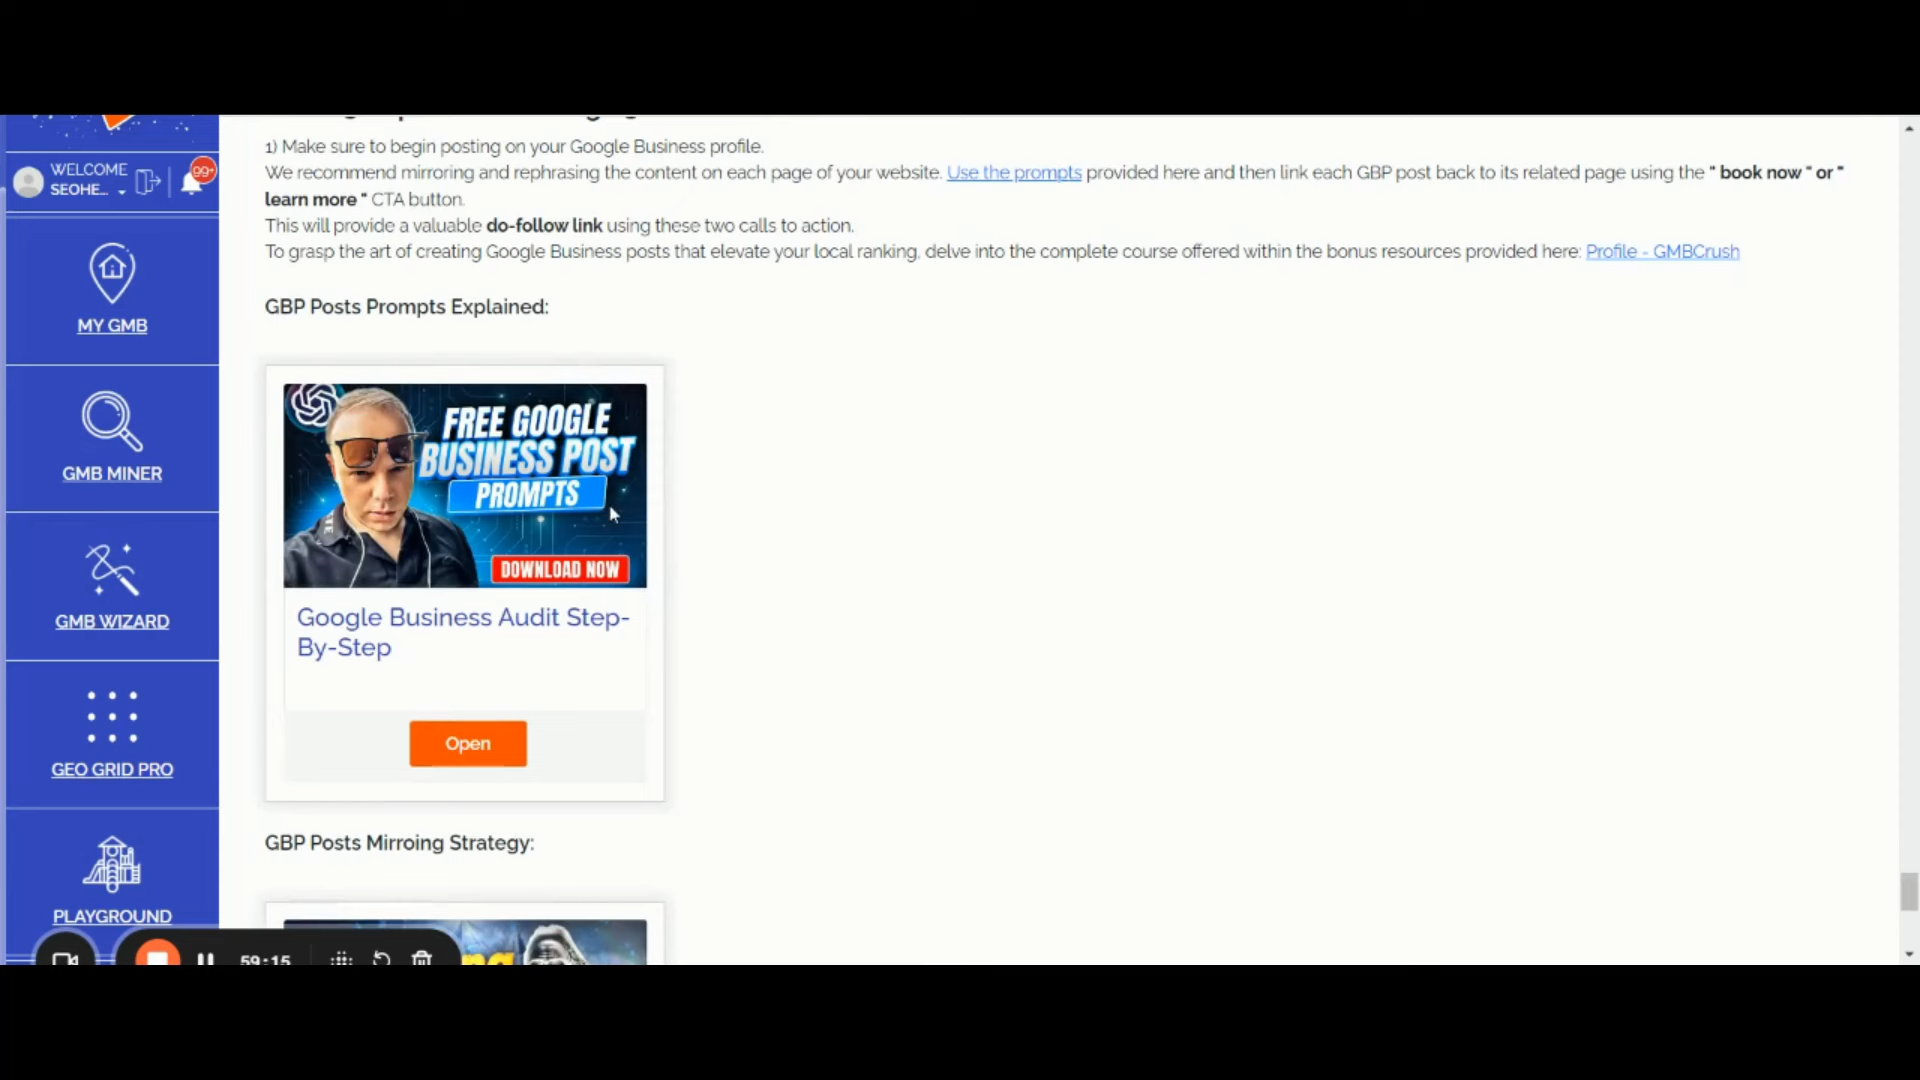 WELCOME
SEOHE...
99+
MY GMB
GMB MINER
GMB WIZARD
GEO GRID PRO
PLAYGROUND
1) Make sure to begin posting on your Google Business profile.
We recommend mirroring and rephrasing the content on each page of your website. Use the prompts provided here and then link each GBP post back to its related page using the " book now " or "
learn more " CTA button.
This will provide a valuable do-follow link using these two calls to action.
To grasp the art of creating Google Business posts that elevate your local ranking, delve into the complete course offered within the bonus resources provided here: Profile - GMBCrush
GBP Posts Prompts Explained:
FREE GOOGLE
BUSINESS POST
PROMPTS
DOWNLOAD NOW
Google Business Audit Step-
By-Step
Open
GBP Posts Mirroing Strategy:
59:15